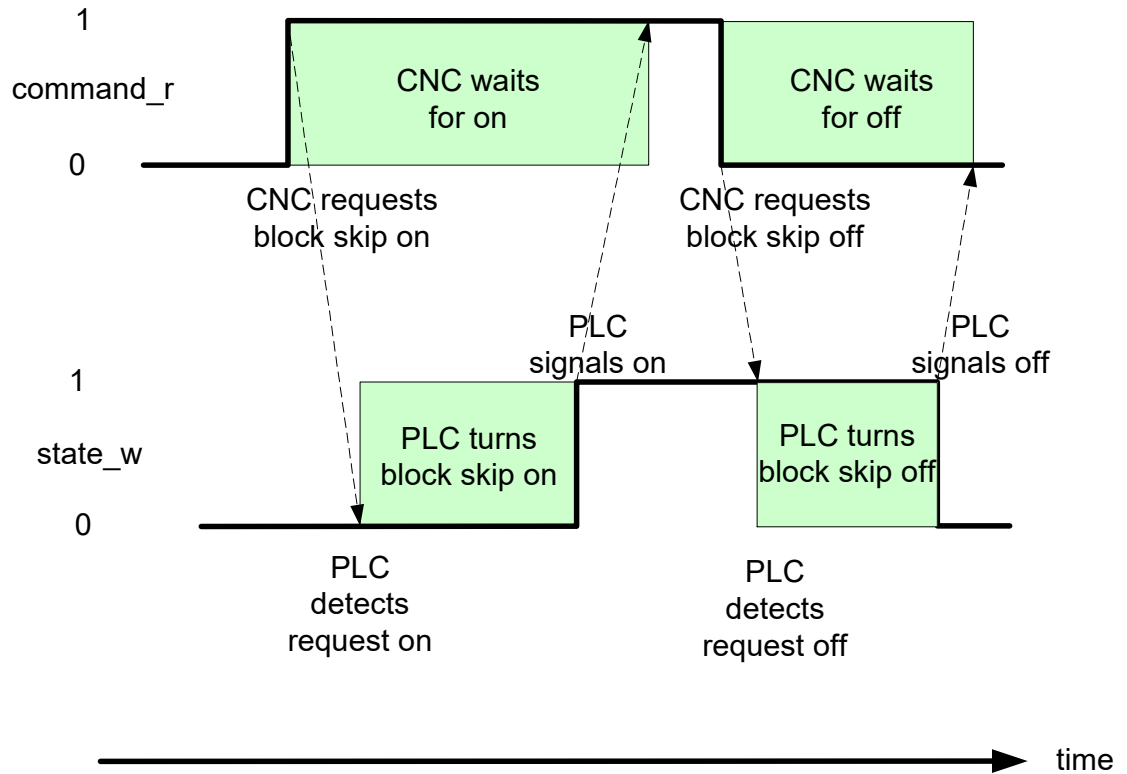 1
command_r
0
CNC waits
for on
CNC waits
for off
CNC requests
block skip on
CNC requests
block skip off
PLC
signals on
PLC
signals off
1
state_w
0
PLC turns
block skip on
PLC turns
block skip off
PLC
detects
request on
PLC
detects
request off
time